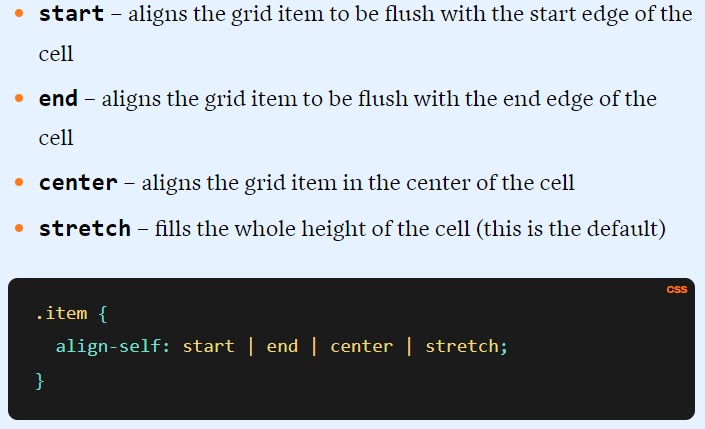 start – aligns the grid item to be flush with the start edge of the
cell
end – aligns the grid item to be flush with the end edge of the
cell
center – aligns the grid item in the center of the cell
stretch – fills the whole height of the cell (this is the default)
CSS
.item {
  align-self: start | end | center | stretch;
}